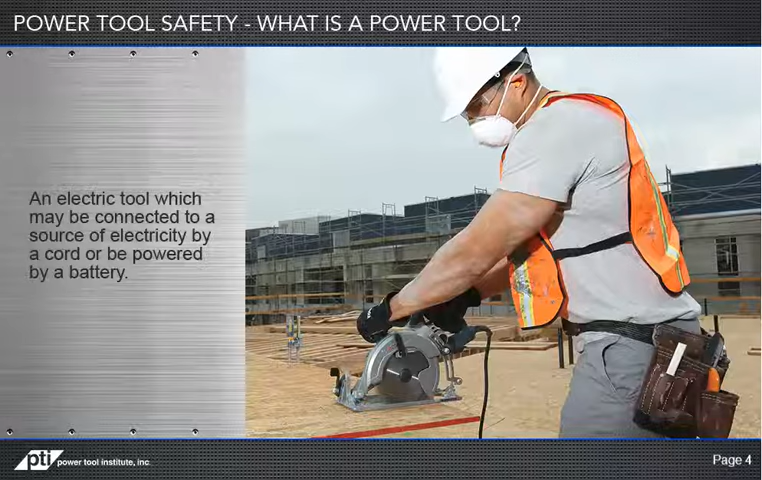 POWER TOOL SAFETY - WHAT IS A POWER TOOL?
An electric tool which
may be connected to a
source of electricity by
a cord or be powered
by a battery.
pti power tool institute, inc
Page 4